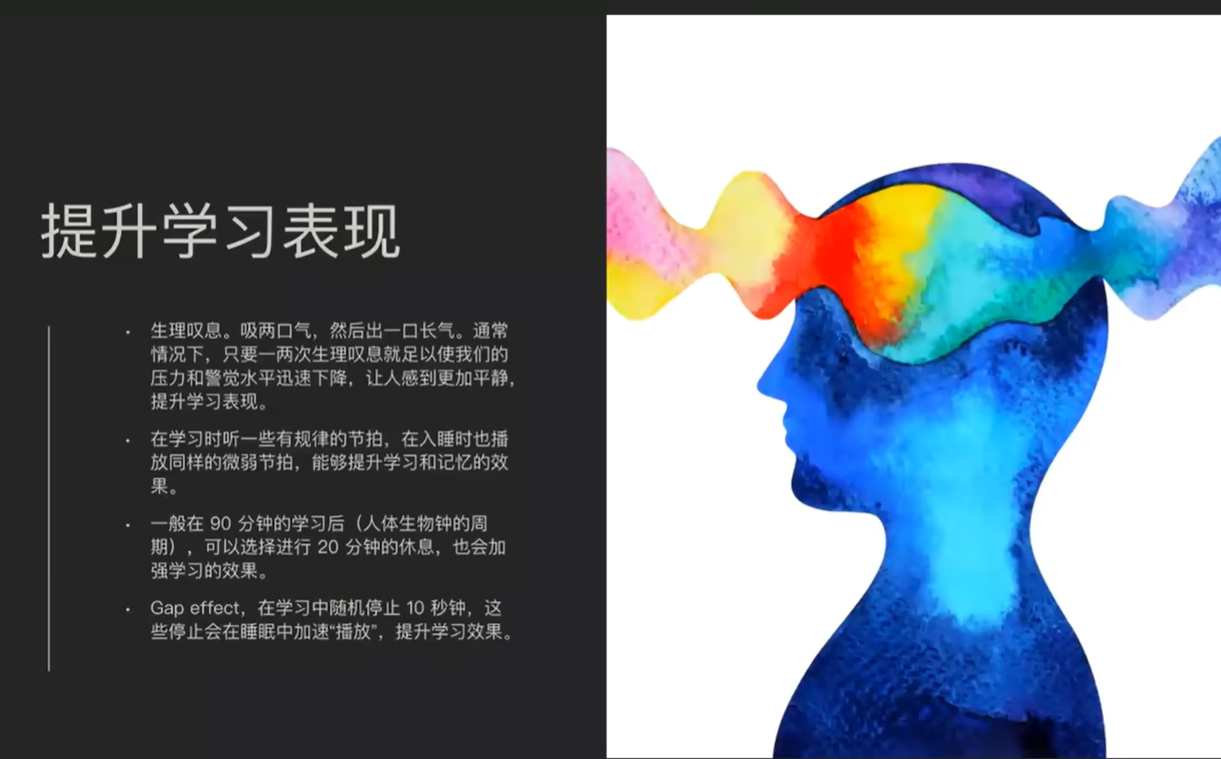 提升学习表现
· 生理叹息。吸两口气，然后出一口长气。通常
情况下，只要一两次生理叹息就足以使我们的
压力和警觉水平迅速下降，让人感到更加平静，
提升学习表现。
· 在学习时听一些有规律的节拍，在入睡时也播
放同样的微弱节拍，能够提升学习和记忆的效
果。
· 一般在 90 分钟的学习后（人体生物钟的周
期），可以选择进行 20 分钟的休息，也会加
强学习的效果。
· Gap effect，在学习中随机停止 10 秒钟，这
些停止会在睡眠中加速“播放”，提升学习效果。